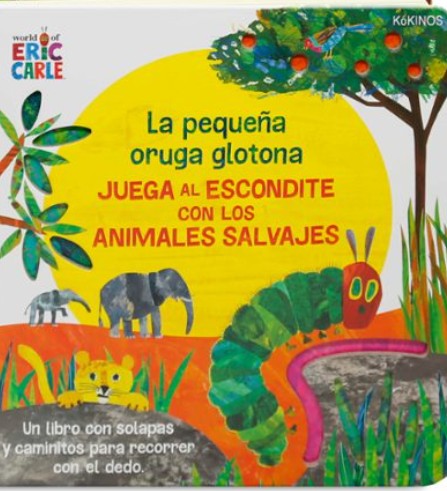 world of
ERIC
CARLE
KóKINOS
La pequeña
oruga glotona
JUEGA AL ESCONDITE
CON LOS
ANIMALES SALVAJES
Un libro con solapas
y caminitos para recorrer
con el dedo.